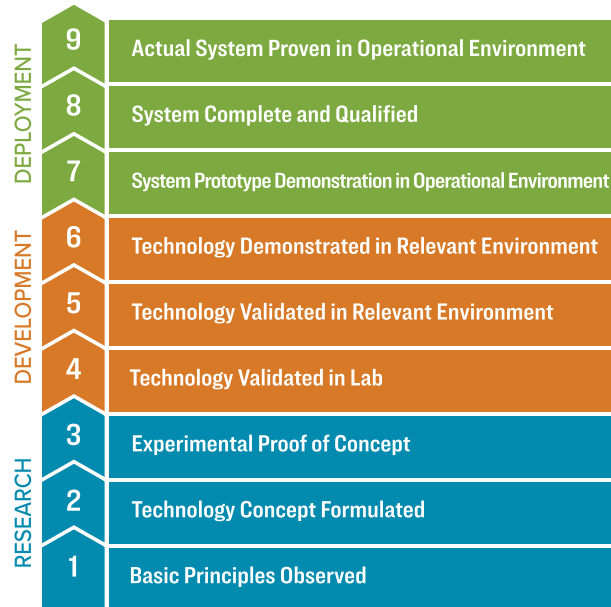 DEPLOYMENT
9 Actual System Proven in Operational Environment
8 System Complete and Qualified
7 System Prototype Demonstration in Operational Environment
DEVELOPMENT
6 Technology Demonstrated in Relevant Environment
5 Technology Validated in Relevant Environment
4 Technology Validated in Lab
RESEARCH
3 Experimental Proof of Concept
2 Technology Concept Formulated
1 Basic Principles Observed